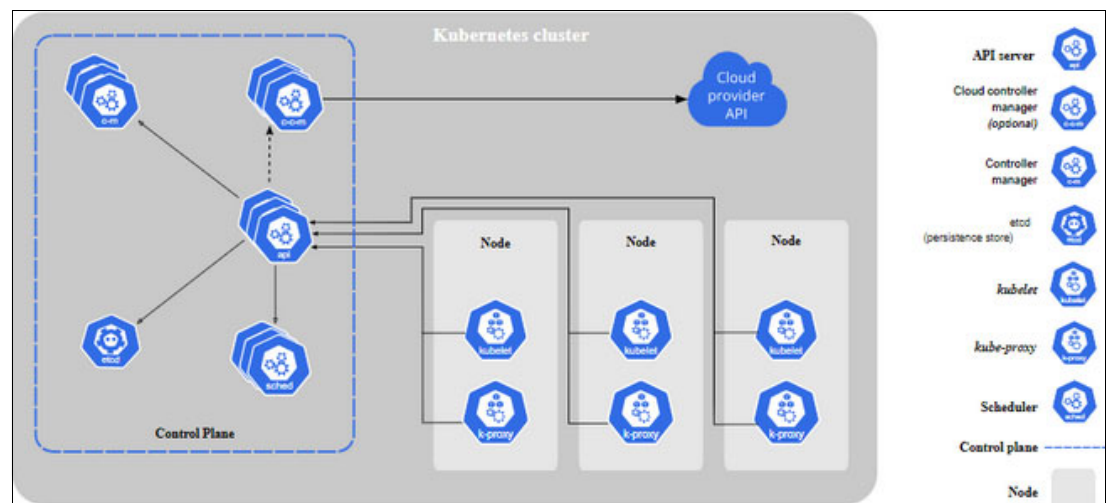 Kubernetes cluster
c-m
c-c-m
Cloud
provider
API
api
etcd
sched
Control Plane
Node
kubelet
k-proxy
Node
kubelet
k-proxy
Node
kubelet
k-proxy
API server
api
Cloud controller
manager
(optional)
c-c-m
Controller
manager
c-m
etcd
(persistence store)
etcd
kubelet
kubelet
kube-proxy
k-proxy
Scheduler
sched
Control plane
Node